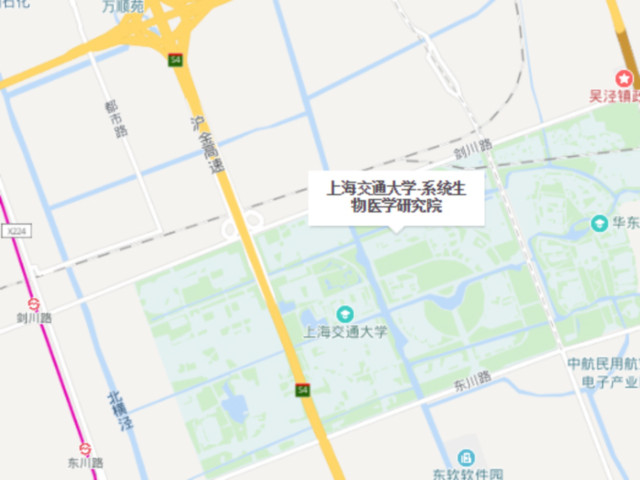 万顺苑
S4
都市路
沪金高速
吴泾镇政
剑川路
上海交通大学-系统生
物医学研究院
X224
华东
剑川路
上海交通大学
中航民用航
电子产业
S4
东川路
北横泾
东川路
东软软件园